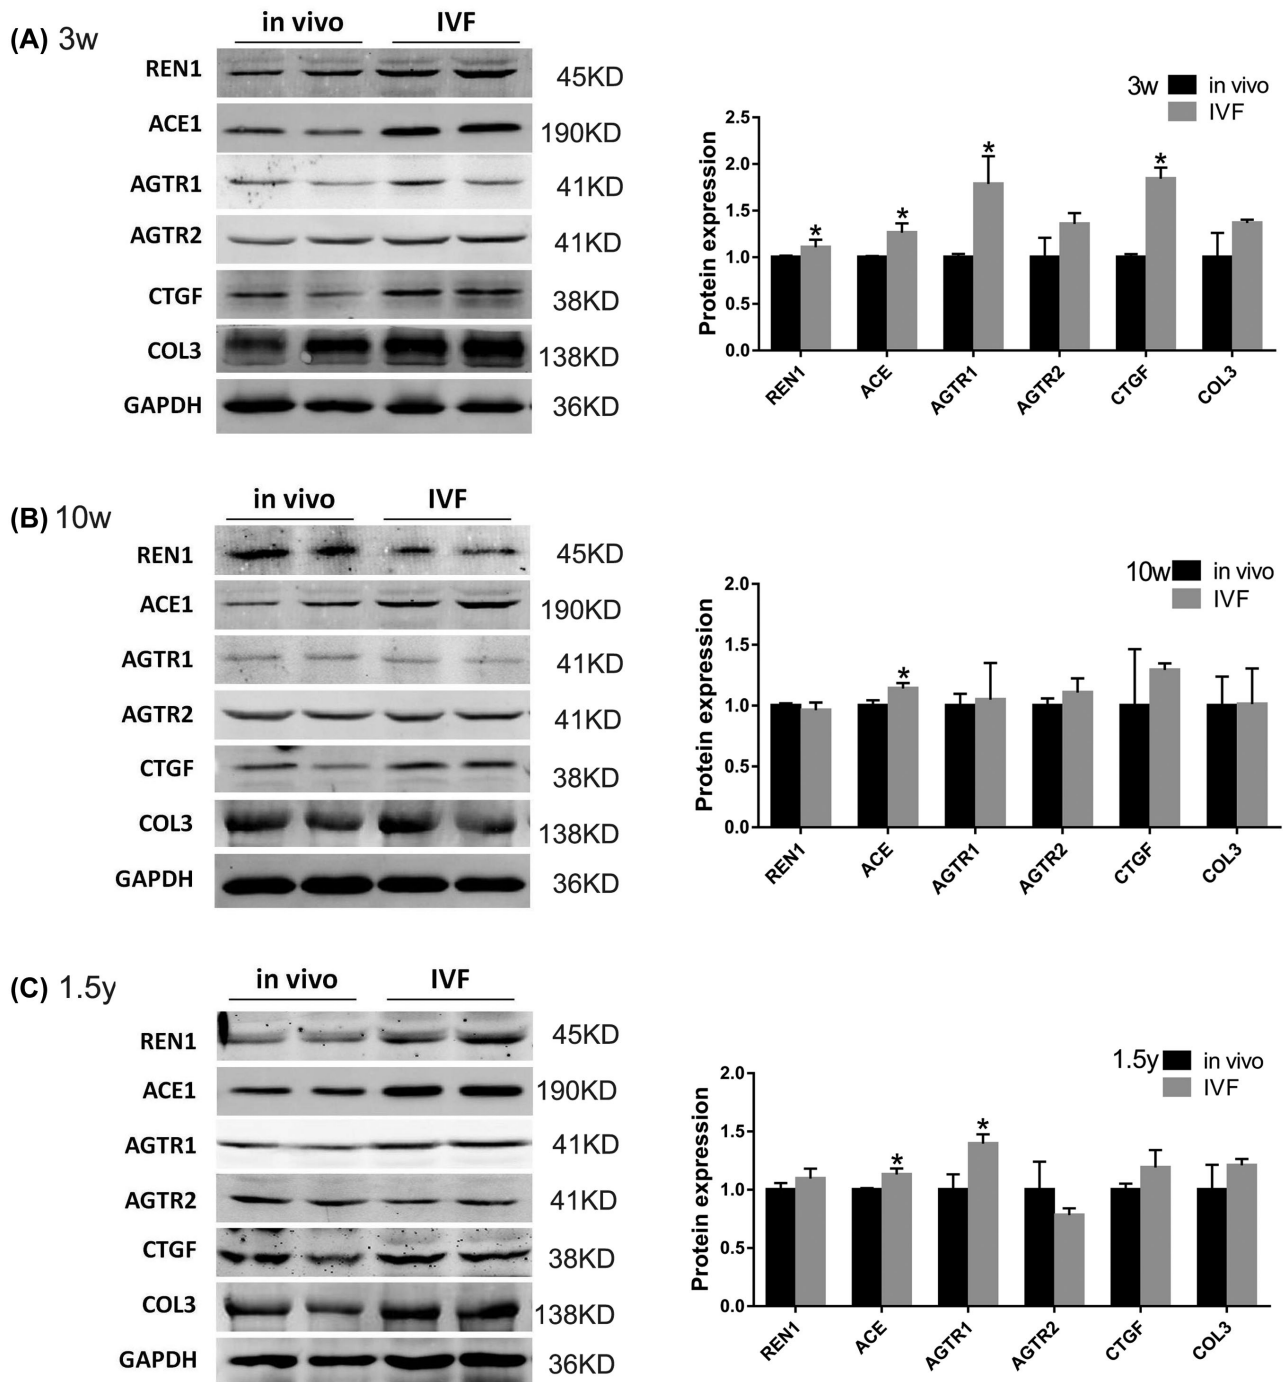 (A) 3w
in vivo IVF
REN1 45KD
ACE1 190KD
AGTR1 41KD
AGTR2 41KD
CTGF 38KD
COL3 138KD
GAPDH 36KD
3w in vivo
IVF
Protein expression
2.5
2.0
1.5
1.0
0.5
0.0
* * * *
REN1 ACE AGTR1 AGTR2 CTGF COL3
(B) 10w
in vivo IVF
REN1 45KD
ACE1 190KD
AGTR1 41KD
AGTR2 41KD
CTGF 38KD
COL3 138KD
GAPDH 36KD
10w in vivo
IVF
Protein expression
2.0
1.5
1.0
0.5
0.0
*
REN1 ACE AGTR1 AGTR2 CTGF COL3
(C) 1.5y
in vivo IVF
REN1 45KD
ACE1 190KD
AGTR1 41KD
AGTR2 41KD
CTGF 38KD
COL3 138KD
GAPDH 36KD
1.5y in vivo
IVF
Protein expression
2.0
1.5
1.0
0.5
0.0
* *
REN1 ACE AGTR1 AGTR2 CTGF COL3